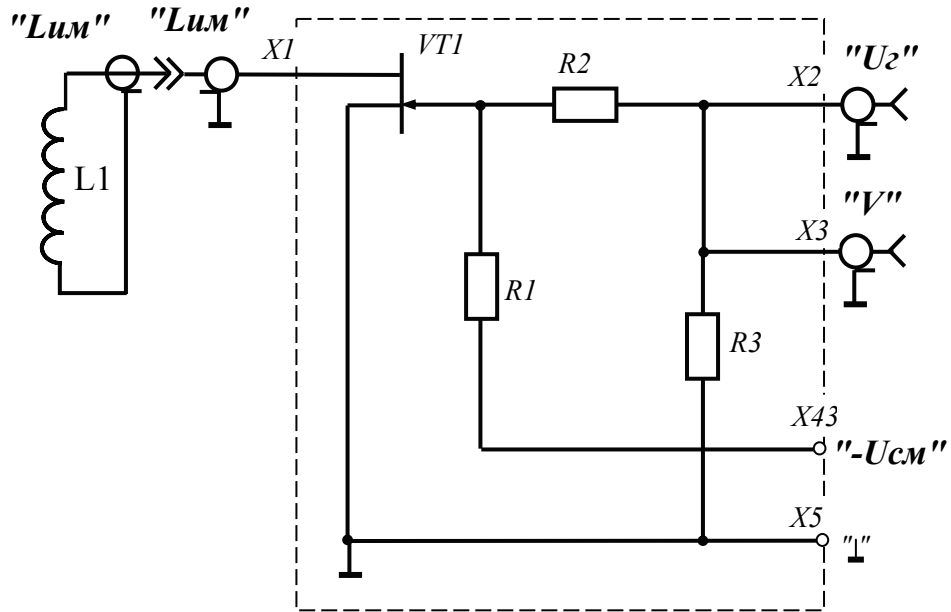 "Lим"
"Lим"
X1
VT1
R2
X2
"Uг"
L1
X3
"V"
R1
R3
X43
"-Uсм"
X5
"⊥"